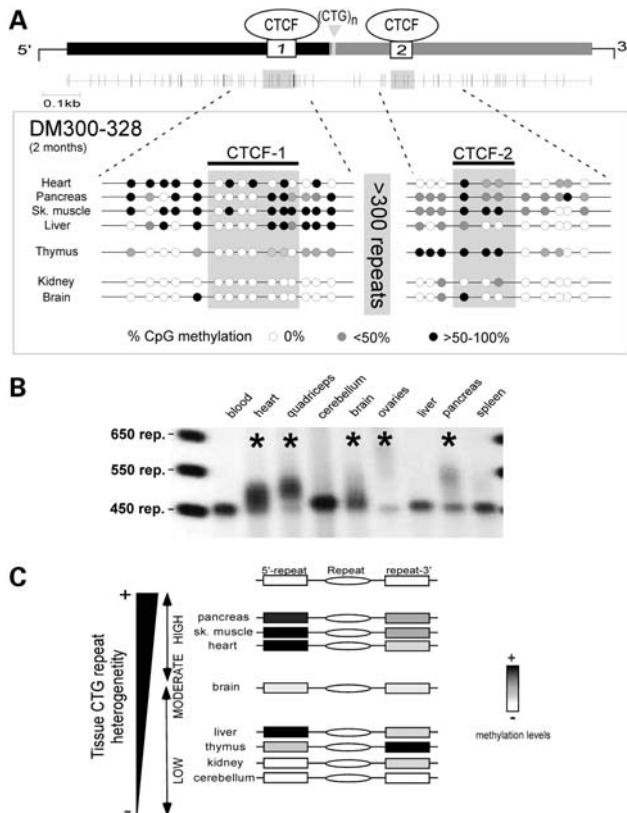 A
CTCF
(CTG)n
CTCF
5'
1
2
3
0.1kb
DM300-328
(2 months)
CTCF-1
CTCF-2
Heart
Pancreas
Sk. muscle
Liver
Thymus
Kidney
Brain
>300 repeats
% CpG methylation 0% <50% >50-100%
B
blood heart quadriceps cerebellum brain ovaries liver pancreas spleen
650 rep.
* * * * *
550 rep.
450 rep.
C
5'-repeat Repeat repeat-3'
+
Tissue CTG repeat
heterogenetity
-
HIGH
MODERATE
LOW
pancreas
sk. muscle
heart
brain
liver
thymus
kidney
cerebellum
+
-
methylation levels